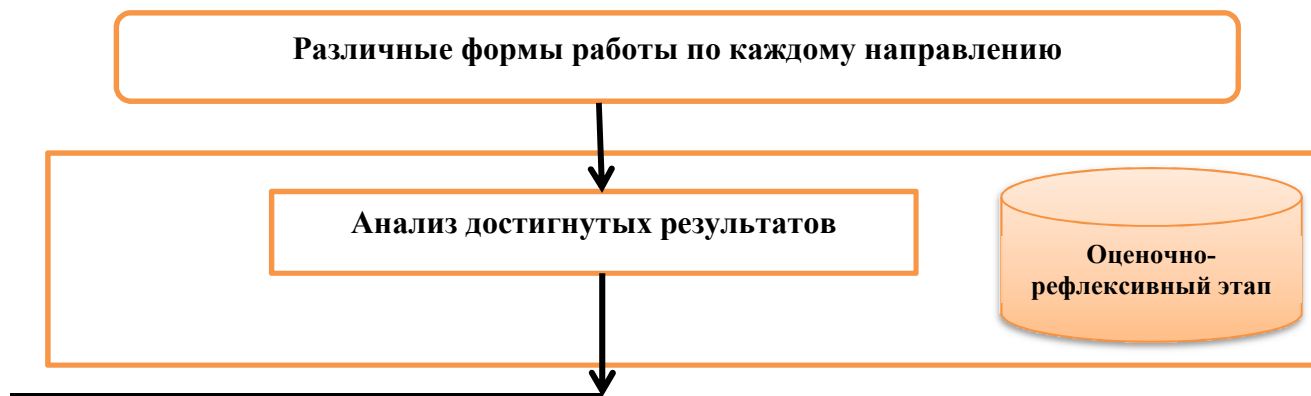 Различные формы работы по каждому направлению
Анализ достигнутых результатов
Оценочно-
рефлексивный этап